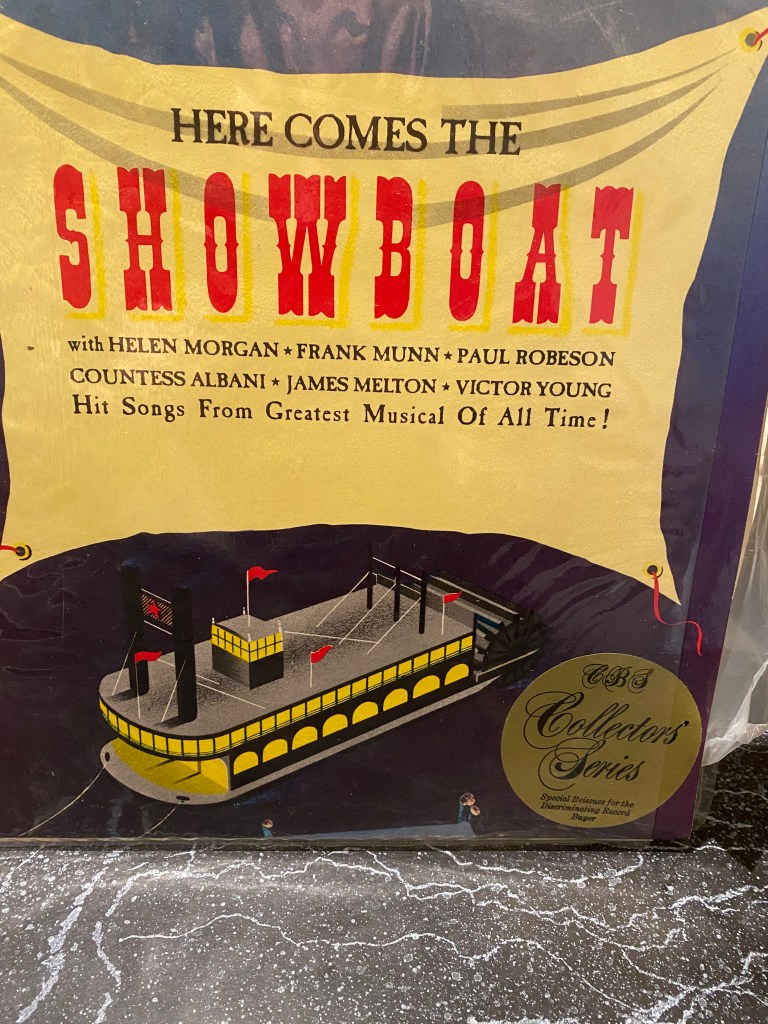 HERE COMES THE
SHOWBOAT
with HELEN MORGAN ★ FRANK MUNN ★ PAUL ROBESON
COUNTESS ALBANI ★ JAMES MELTON ★ VICTOR YOUNG
Hit Songs From Greatest Musical Of All Time!
CBS
Collectors'
Series
Special Reissues for the
Discriminating Record
Buyer